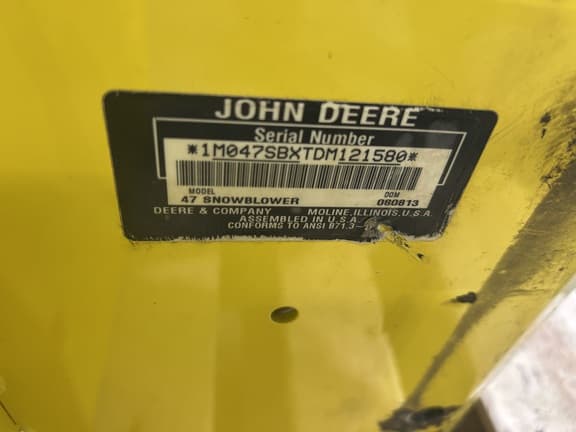 JOHN DEERE
Serial Number
*1M047SBXTDM121580*
MODEL DOM
47 SNOWBLOWER 060813
DEERE & COMPANY MOLINE, ILLINOIS, U.S.A.
ASSEMBLED IN U.S.A.
CONFORMS TO ANSI B71.3-